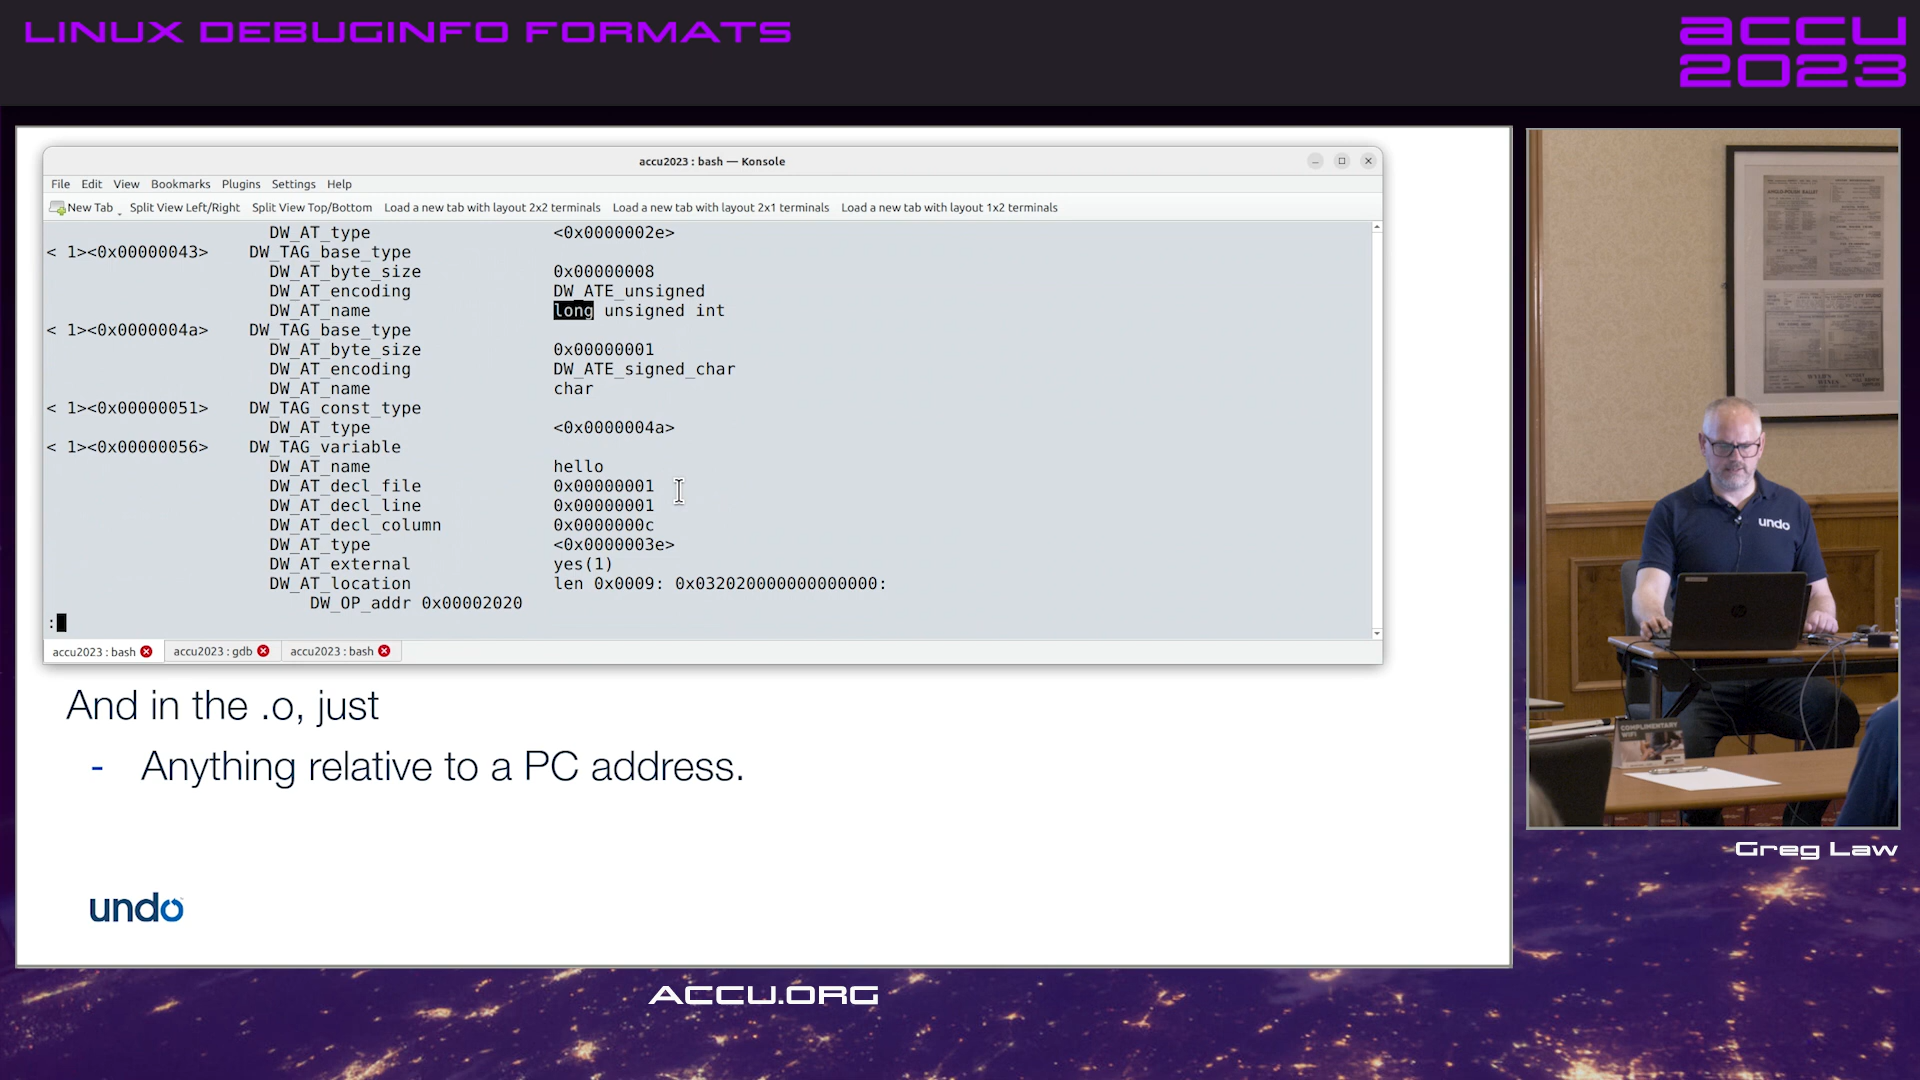 LINUX DEBUGINFO FORMATS
accu
2023
accu2023 : bash — Konsole
File Edit View Bookmarks Plugins Settings Help
New Tab Split View Left/Right Split View Top/Bottom Load a new tab with layout 2x2 terminals Load a new tab with layout 2x1 terminals Load a new tab with layout 1x2 terminals
DW_AT_type <0x0000002e>
< 1><0x00000043> DW_TAG_base_type
DW_AT_byte_size 0x00000008
DW_AT_encoding DW_ATE_unsigned
DW_AT_name long unsigned int
< 1><0x0000004a> DW_TAG_base_type
DW_AT_byte_size 0x00000001
DW_AT_encoding DW_ATE_signed_char
DW_AT_name char
< 1><0x00000051> DW_TAG_const_type
DW_AT_type <0x0000004a>
< 1><0x00000056> DW_TAG_variable
DW_AT_name hello
DW_AT_decl_file 0x00000001
DW_AT_decl_line 0x00000001
DW_AT_decl_column 0x0000000c
DW_AT_type <0x0000003e>
DW_AT_external yes(1)
DW_AT_location len 0x0009: 0x032020000000000000:
DW_OP_addr 0x00002020
:
accu2023 : bash accu2023 : gdb accu2023 : bash
And in the .o, just
- Anything relative to a PC address.
undo
undo
COMPLIMENTARY
WIFI
Greg Law
ACCU.ORG